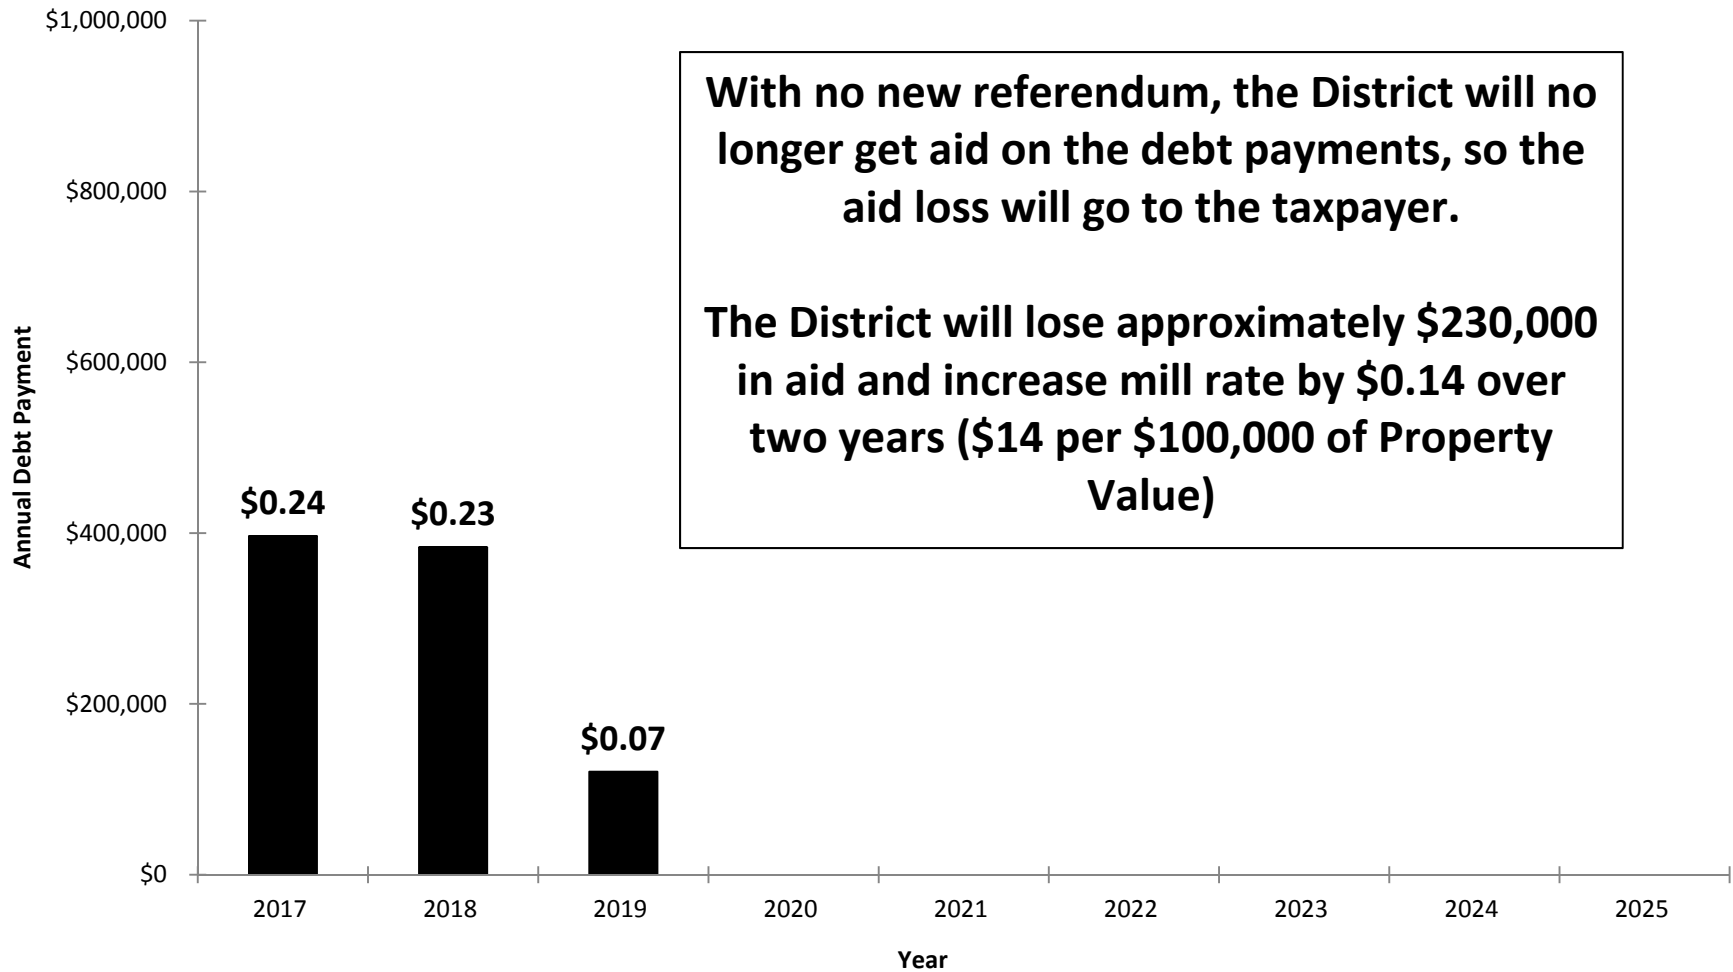 $1,000,000
$800,000
$600,000
$400,000
$200,000
$0
Annual Debt Payment
With no new referendum, the District will no
longer get aid on the debt payments, so the
aid loss will go to the taxpayer.
The District will lose approximately $230,000
in aid and increase mill rate by $0.14 over
two years ($14 per $100,000 of Property
Value)
$0.24
$0.23
$0.07
2017
2018
2019
2020
2021
2022
2023
2024
2025
Year